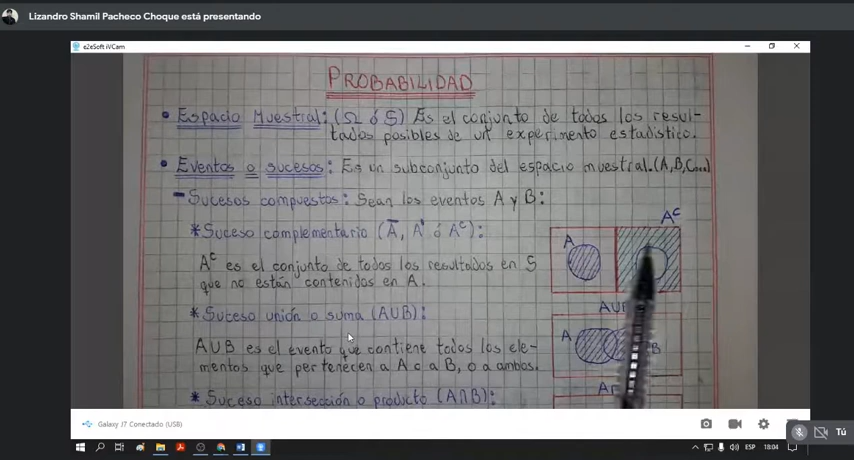 Lizandro Shamil Pacheco Choque está presentando
e2eSoft iVCam
PROBABILIDAD
• Espacio Muestral: (Ω ó S) Es el conjunto de todos los resul-
tados posibles de un experimento estadístico.
• Eventos o sucesos: Es un subconjunto del espacio muestral. (A, B, C...)
- Sucesos compuestos: Sean los eventos A y B:
* Suceso complementario (A̅, A' ó Aᶜ):
Aᶜ
A
Aᶜ es el conjunto de todos los resultados en S
que no están contenidos en A.
* Suceso unión o suma (A∪B):
A B
A∪B es el evento que contiene todos los ele-
mentos que pertenecen a A o a B, o a ambos.
* Suceso intersección o producto (A∩B):
Galaxy J7 Conectado (USB)
Tú
ESP 18:04